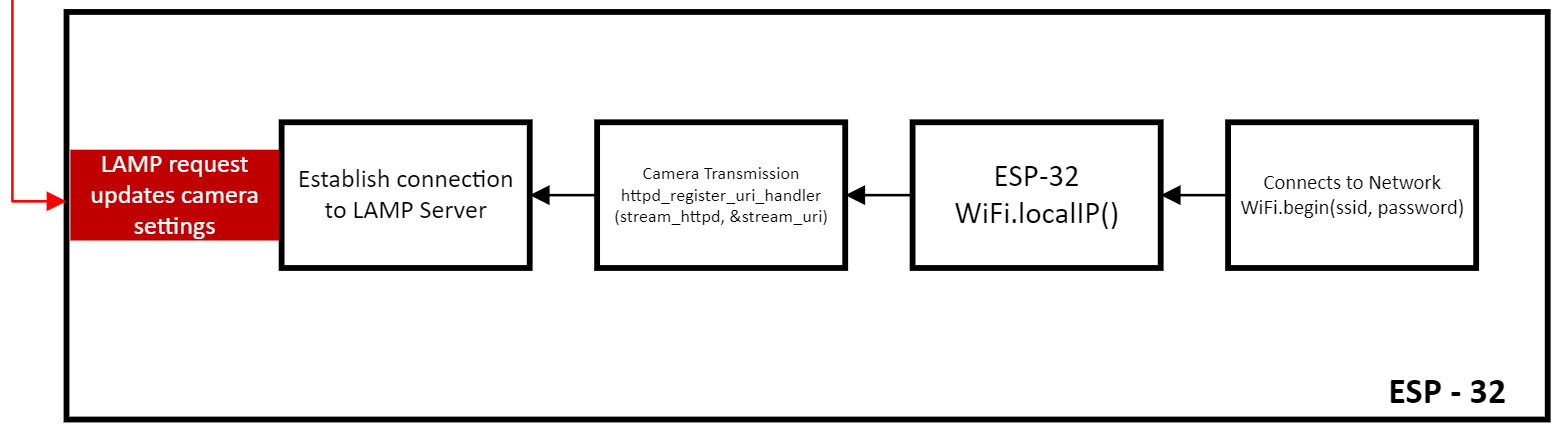 LAMP request
updates camera
settings
Establish connection
to LAMP Server
Camera Transmission
httpd_register_uri_handler
(stream_httpd, &stream_uri)
ESP-32
WiFi.localIP()
Connects to Network
WiFi.begin(ssid, password)
ESP - 32